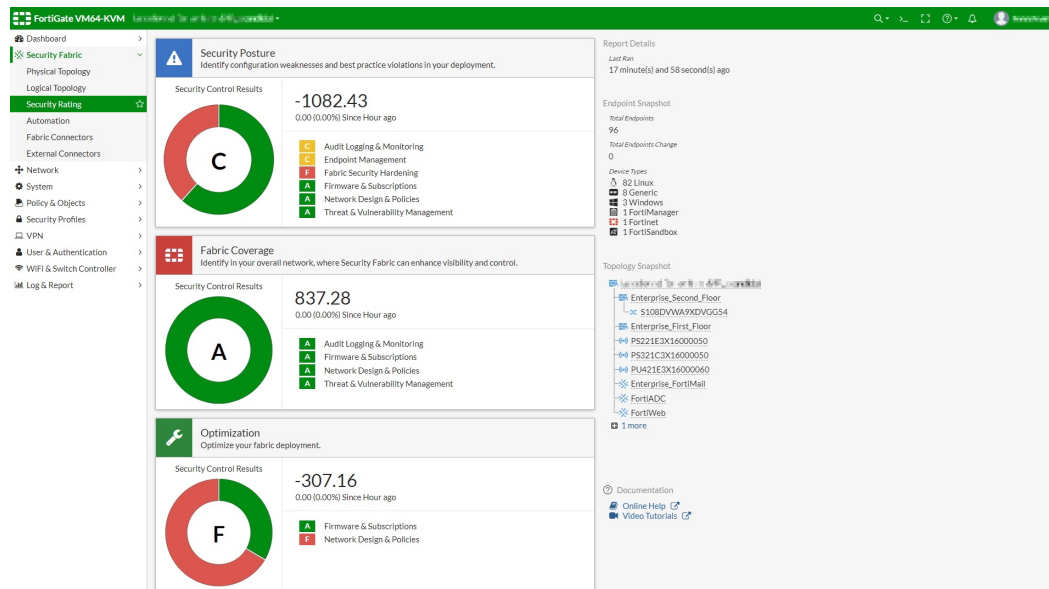 FortiGate VM64-KVM
Dashboard
Security Fabric
Physical Topology
Logical Topology
Security Rating
Automation
Fabric Connectors
External Connectors
Network
System
Policy & Objects
Security Profiles
VPN
User & Authentication
WiFi & Switch Controller
Log & Report
Security Posture
Identify configuration weaknesses and best practice violations in your deployment.
Security Control Results
C
-1082.43
0.00 (0.00%) Since Hour ago
C Audit Logging & Monitoring
C Endpoint Management
F Fabric Security Hardening
A Firmware & Subscriptions
A Network Design & Policies
A Threat & Vulnerability Management
Fabric Coverage
Identify in your overall network, where Security Fabric can enhance visibility and control.
Security Control Results
A
837.28
0.00 (0.00%) Since Hour ago
A Audit Logging & Monitoring
A Firmware & Subscriptions
A Network Design & Policies
A Threat & Vulnerability Management
Optimization
Optimize your fabric deployment.
Security Control Results
F
-307.16
0.00 (0.00%) Since Hour ago
A Firmware & Subscriptions
F Network Design & Policies
Report Details
Last Ran
17 minute(s) and 58 second(s) ago
Endpoint Snapshot
Total Endpoints
96
Total Endpoints Change
0
Device Types
82 Linux
8 Generic
3 Windows
1 FortiManager
1 Fortinet
1 FortiSandbox
Topology Snapshot
Enterprise_Second_Floor
S108DVWA9XDVGG54
Enterprise_First_Floor
PS221E3X16000050
PS321C3X16000050
PU421E3X16000060
Enterprise_FortiMail
FortiADC
FortiWeb
1 more
Documentation
Online Help
Video Tutorials